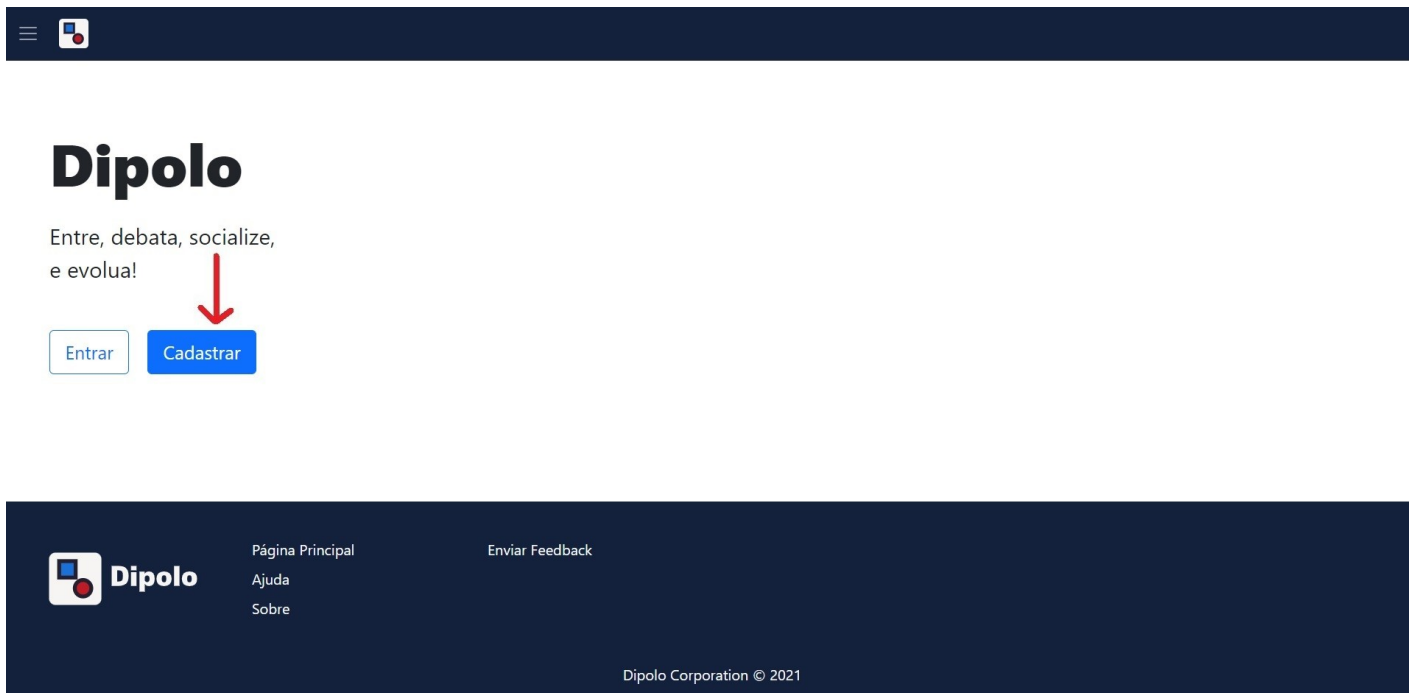 Dipolo
Entre, debata, socialize,
e evolua!
Entrar
Cadastrar
Dipolo
Página Principal
Ajuda
Sobre
Enviar Feedback
Dipolo Corporation © 2021